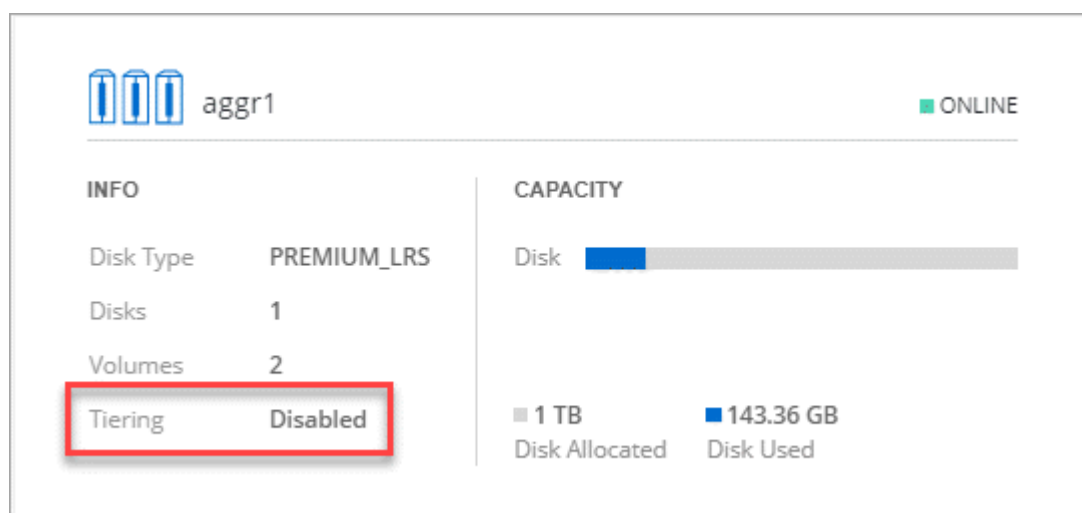 aggr1
ONLINE
INFO
Disk Type PREMIUM_LRS
Disks 1
Volumes 2
Tiering Disabled
CAPACITY
Disk
1 TB 143.36 GB
Disk Allocated Disk Used